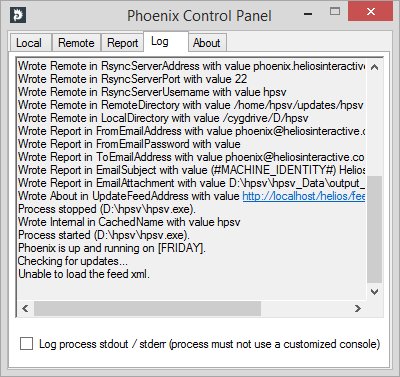 Phoenix Control Panel
Local Remote Report Log About
Wrote Remote in RsyncServerAddress with value phoenix.heliosinteractive
Wrote Remote in RsyncServerPort with value 22
Wrote Remote in RsyncServerUsername with value hpsv
Wrote Remote in RemoteDirectory with value /home/hpsv/updates/hpsv
Wrote Remote in LocalDirectory with value /cygdrive/D/hpsv
Wrote Report in FromEmailAddress with value phoenix@heliosinteractive.c
Wrote Report in FromEmailPassword with value
Wrote Report in ToEmailAddress with value phoenix@heliosinteractive.co
Wrote Report in EmailSubject with value (#MACHINE_IDENTITY#) Helios
Wrote Report in EmailAttachment with value D:\hpsv\hpsv_Data\output_
Wrote About in UpdateFeedAddress with value http://localhost/helios/fee
Process stopped (D:\hpsv\hpsv.exe).
Wrote Internal in CachedName with value hpsv
Process started (D:\hpsv\hpsv.exe).
Phoenix is up and running on [FRIDAY].
Checking for updates...
Unable to load the feed xml.
Log process stdout / stderr (process must not use a customized console)